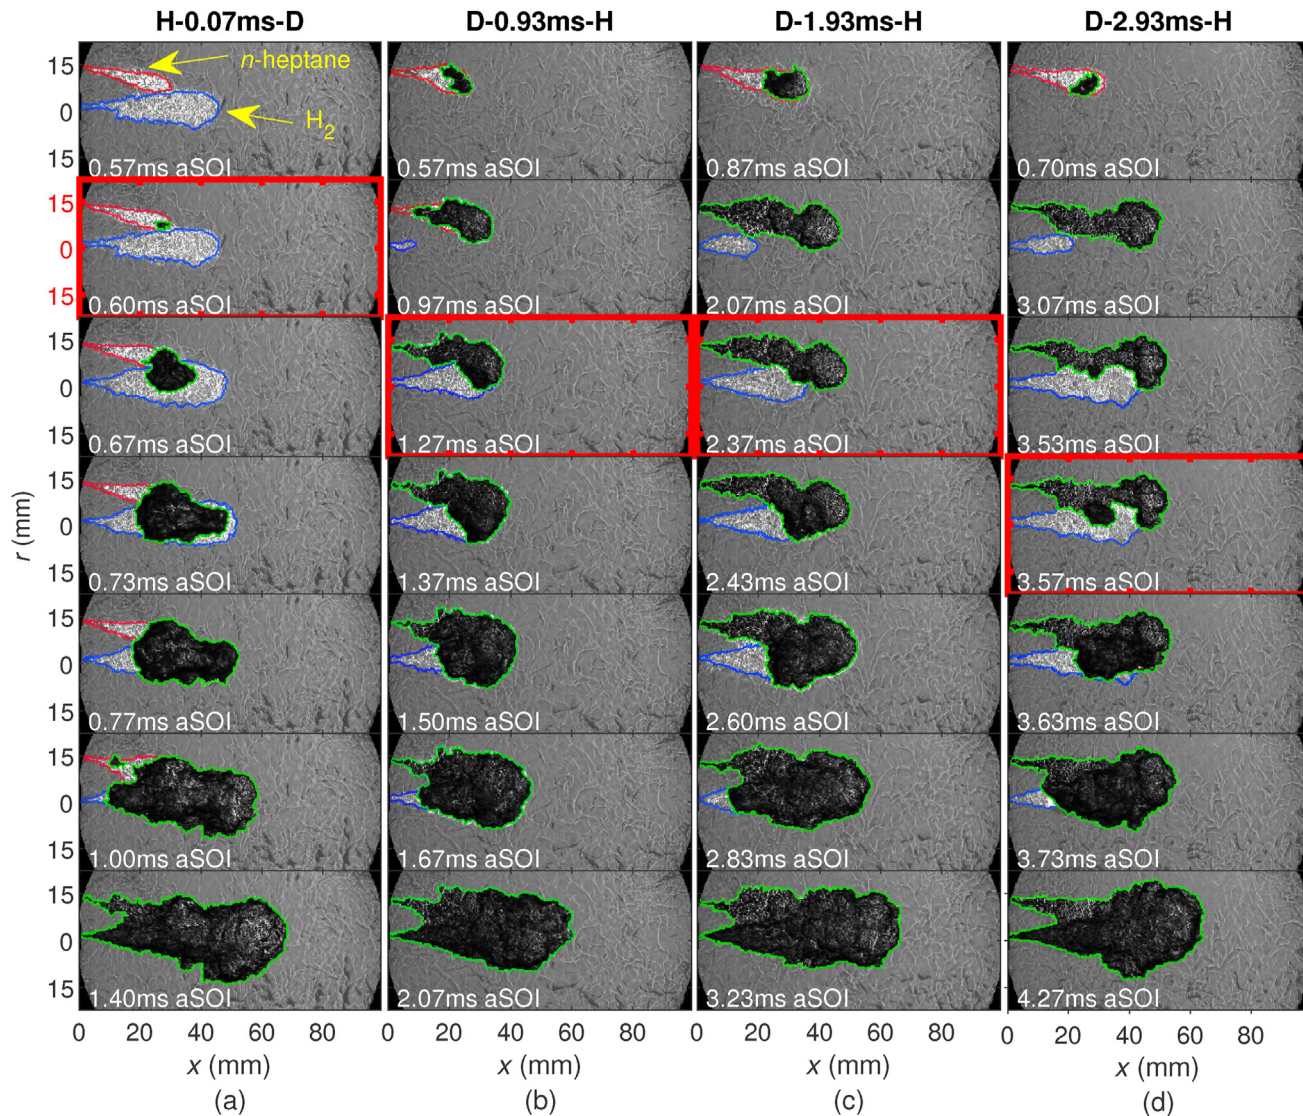 H-0.07ms-D D-0.93ms-H D-1.93ms-H D-2.93ms-H
15 n-heptane
0 H2
15 0.57ms aSOI 0.57ms aSOI 0.87ms aSOI 0.70ms aSOI
15
0
15 0.60ms aSOI 0.97ms aSOI 2.07ms aSOI 3.07ms aSOI
15
0
15 0.67ms aSOI 1.27ms aSOI 2.37ms aSOI 3.53ms aSOI
15
0
15 0.73ms aSOI 1.37ms aSOI 2.43ms aSOI 3.57ms aSOI
r (mm)
15
0
15 0.77ms aSOI 1.50ms aSOI 2.60ms aSOI 3.63ms aSOI
15
0
15 1.00ms aSOI 1.67ms aSOI 2.83ms aSOI 3.73ms aSOI
15
0
15 1.40ms aSOI 2.07ms aSOI 3.23ms aSOI 4.27ms aSOI
0 20 40 60 80 0 20 40 60 80 0 20 40 60 80 0 20 40 60 80
x (mm) x (mm) x (mm) x (mm)
(a) (b) (c) (d)